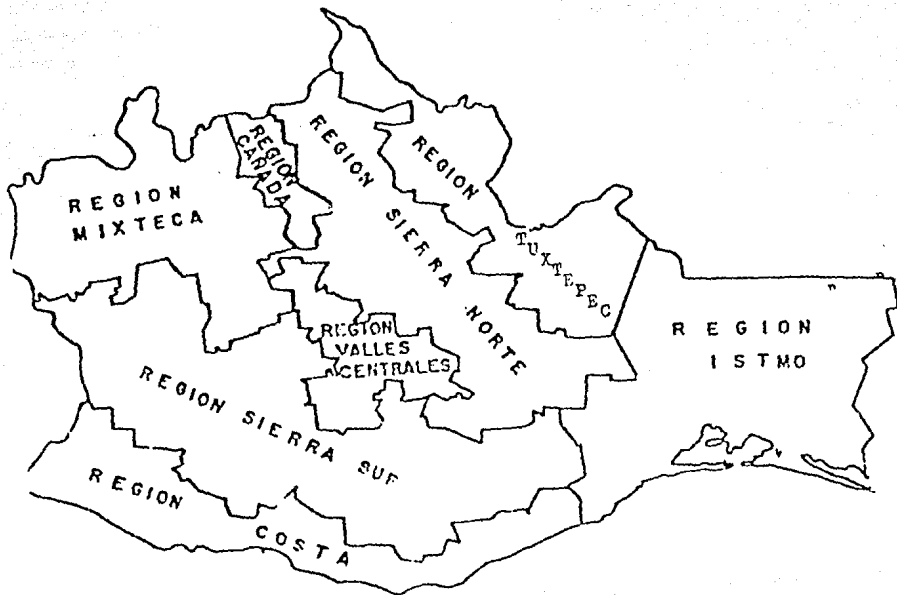 REGION
MIXTECA
REGION
CAÑADA
REGION SIERRA NORTE
REGION
TUXTEPEC
REGION
VALLES
CENTRALES
REGION
ISTMO
REGION SIERRA SUR
REGION
COSTA